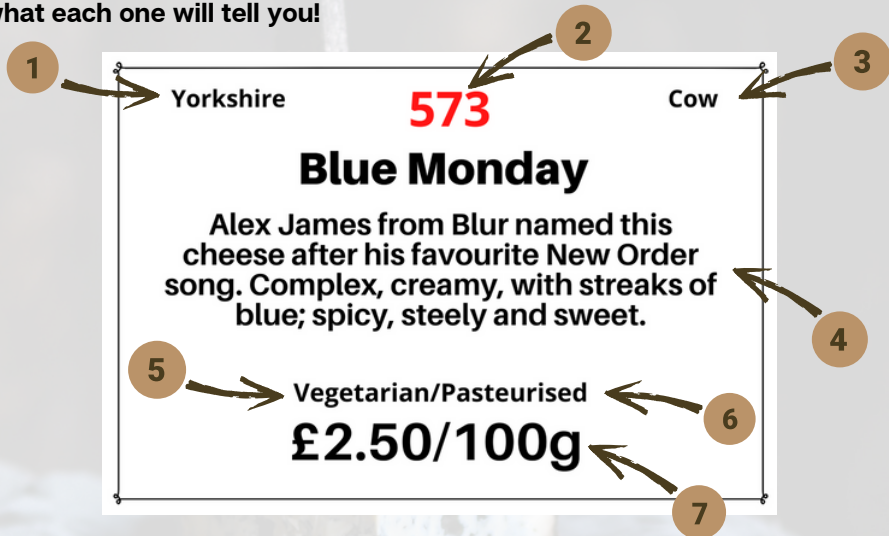 what each one will tell you!
1
2
3
Yorkshire
573
Cow
Blue Monday
Alex James from Blur named this
cheese after his favourite New Order
song. Complex, creamy, with streaks of
blue; spicy, steely and sweet.
4
5
Vegetarian/Pasteurised
6
£2.50/100g
7